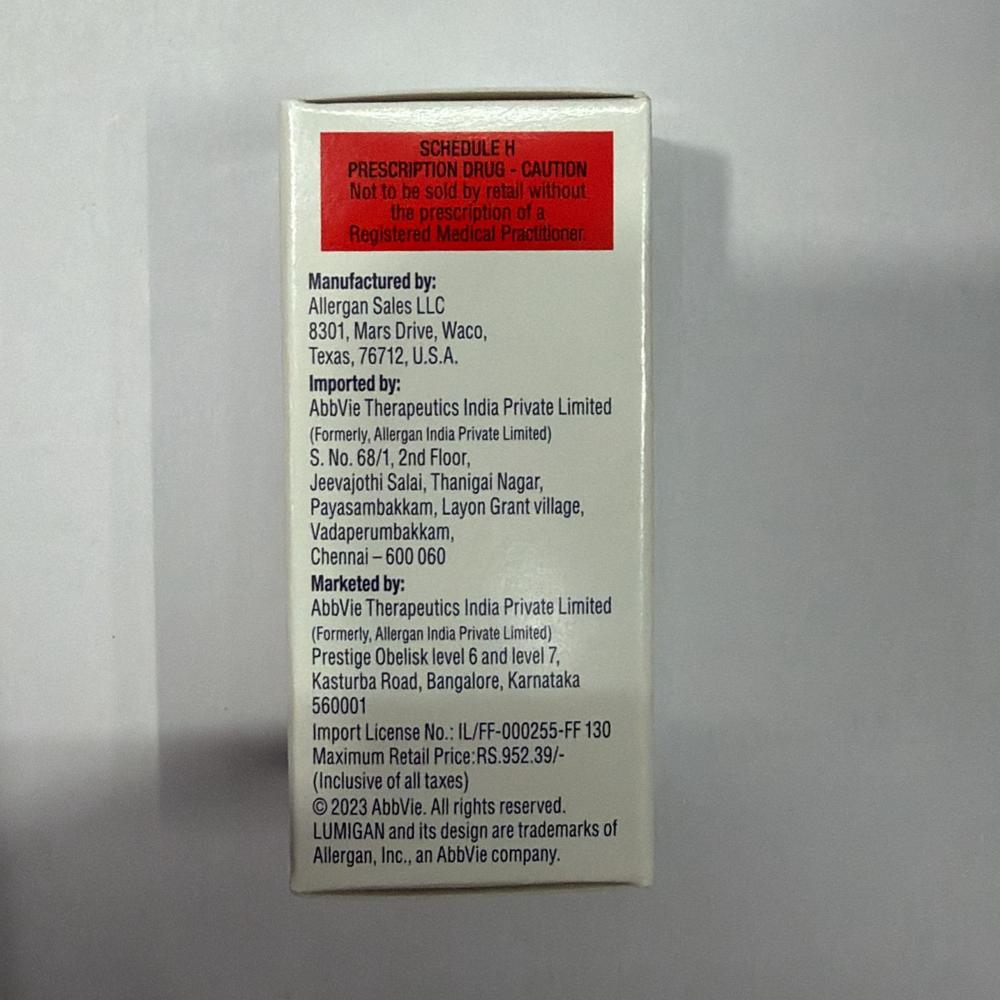 SCHEDULE H
PRESCRIPTION DRUG - CAUTION
Not to be sold by retail without
the prescription of a
Registered Medical Practitioner.
Manufactured by:
Allergan Sales LLC
8301, Mars Drive, Waco,
Texas, 76712, U.S.A.
Imported by:
AbbVie Therapeutics India Private Limited
(Formerly, Allergan India Private Limited)
S. No. 68/1, 2nd Floor,
Jeevajothi Salai, Thanigai Nagar,
Payasambakkam, Layon Grant village,
Vadaperumbakkam,
Chennai – 600 060
Marketed by:
AbbVie Therapeutics India Private Limited
(Formerly, Allergan India Private Limited)
Prestige Obelisk level 6 and level 7,
Kasturba Road, Bangalore, Karnataka
560001
Import License No.: IL/FF-000255-FF 130
Maximum Retail Price:RS.952.39/-
(Inclusive of all taxes)
© 2023 AbbVie. All rights reserved.
LUMIGAN and its design are trademarks of
Allergan, Inc., an AbbVie company.